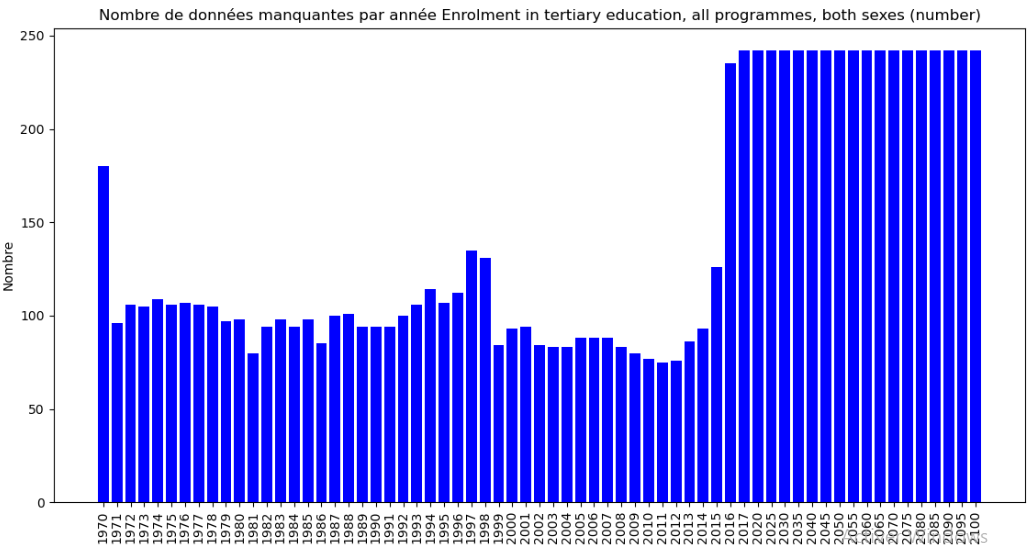 Nombre de données manquantes par année Enrolment in tertiary education, all programmes, both sexes (number)
250
200
150
100
50
0
Nombre
1970 1971 1972 1973 1974 1975 1976 1977 1978 1979 1980 1981 1982 1983 1984 1985 1986 1987 1988 1989 1990 1991 1992 1993 1994 1995 1996 1997 1998 1999 2000 2001 2002 2003 2004 2005 2006 2007 2008 2009 2010 2011 2012 2013 2014 2015 2016 2017 2020 2025 2030 2035 2040 2045 2050 2055 2060 2065 2070 2075 2080 2085 2090 2095 2100